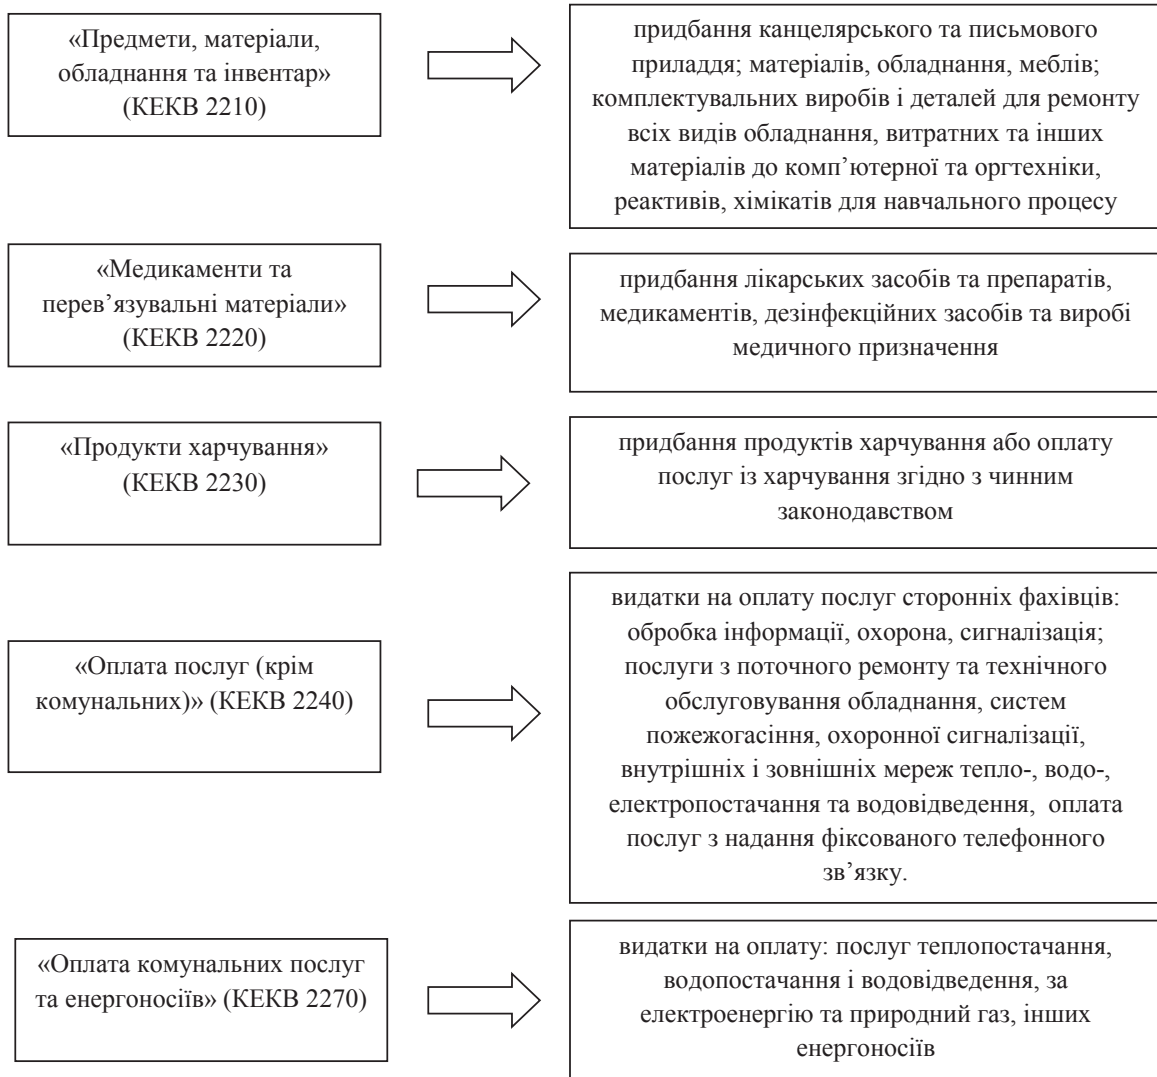 «Предмети, матеріали,
обладнання та інвентар»
(КЕКВ 2210)
придбання канцелярського та письмового
приладдя; матеріалів, обладнання, меблів;
комплектувальних виробів і деталей для ремонту
всіх видів обладнання, витратних та інших
матеріалів до комп’ютерної та оргтехніки,
реактивів, хімікатів для навчального процесу
«Медикаменти та
перев’язувальні матеріали»
(КЕКВ 2220)
придбання лікарських засобів та препаратів,
медикаментів, дезінфекційних засобів та виробі
медичного призначення
«Продукти харчування»
(КЕКВ 2230)
придбання продуктів харчування або оплату
послуг із харчування згідно з чинним
законодавством
«Оплата послуг (крім
комунальних)» (КЕКВ 2240)
видатки на оплату послуг сторонніх фахівців:
обробка інформації, охорона, сигналізація;
послуги з поточного ремонту та технічного
обслуговування обладнання, систем
пожежогасіння, охоронної сигналізації,
внутрішніх і зовнішніх мереж тепло-, водо-,
електропостачання та водовідведення, оплата
послуг з надання фіксованого телефонного
зв’язку.
«Оплата комунальних послуг
та енергоносіїв» (КЕКВ 2270)
видатки на оплату: послуг теплопостачання,
водопостачання і водовідведення, за
електроенергію та природний газ, інших
енергоносіїв